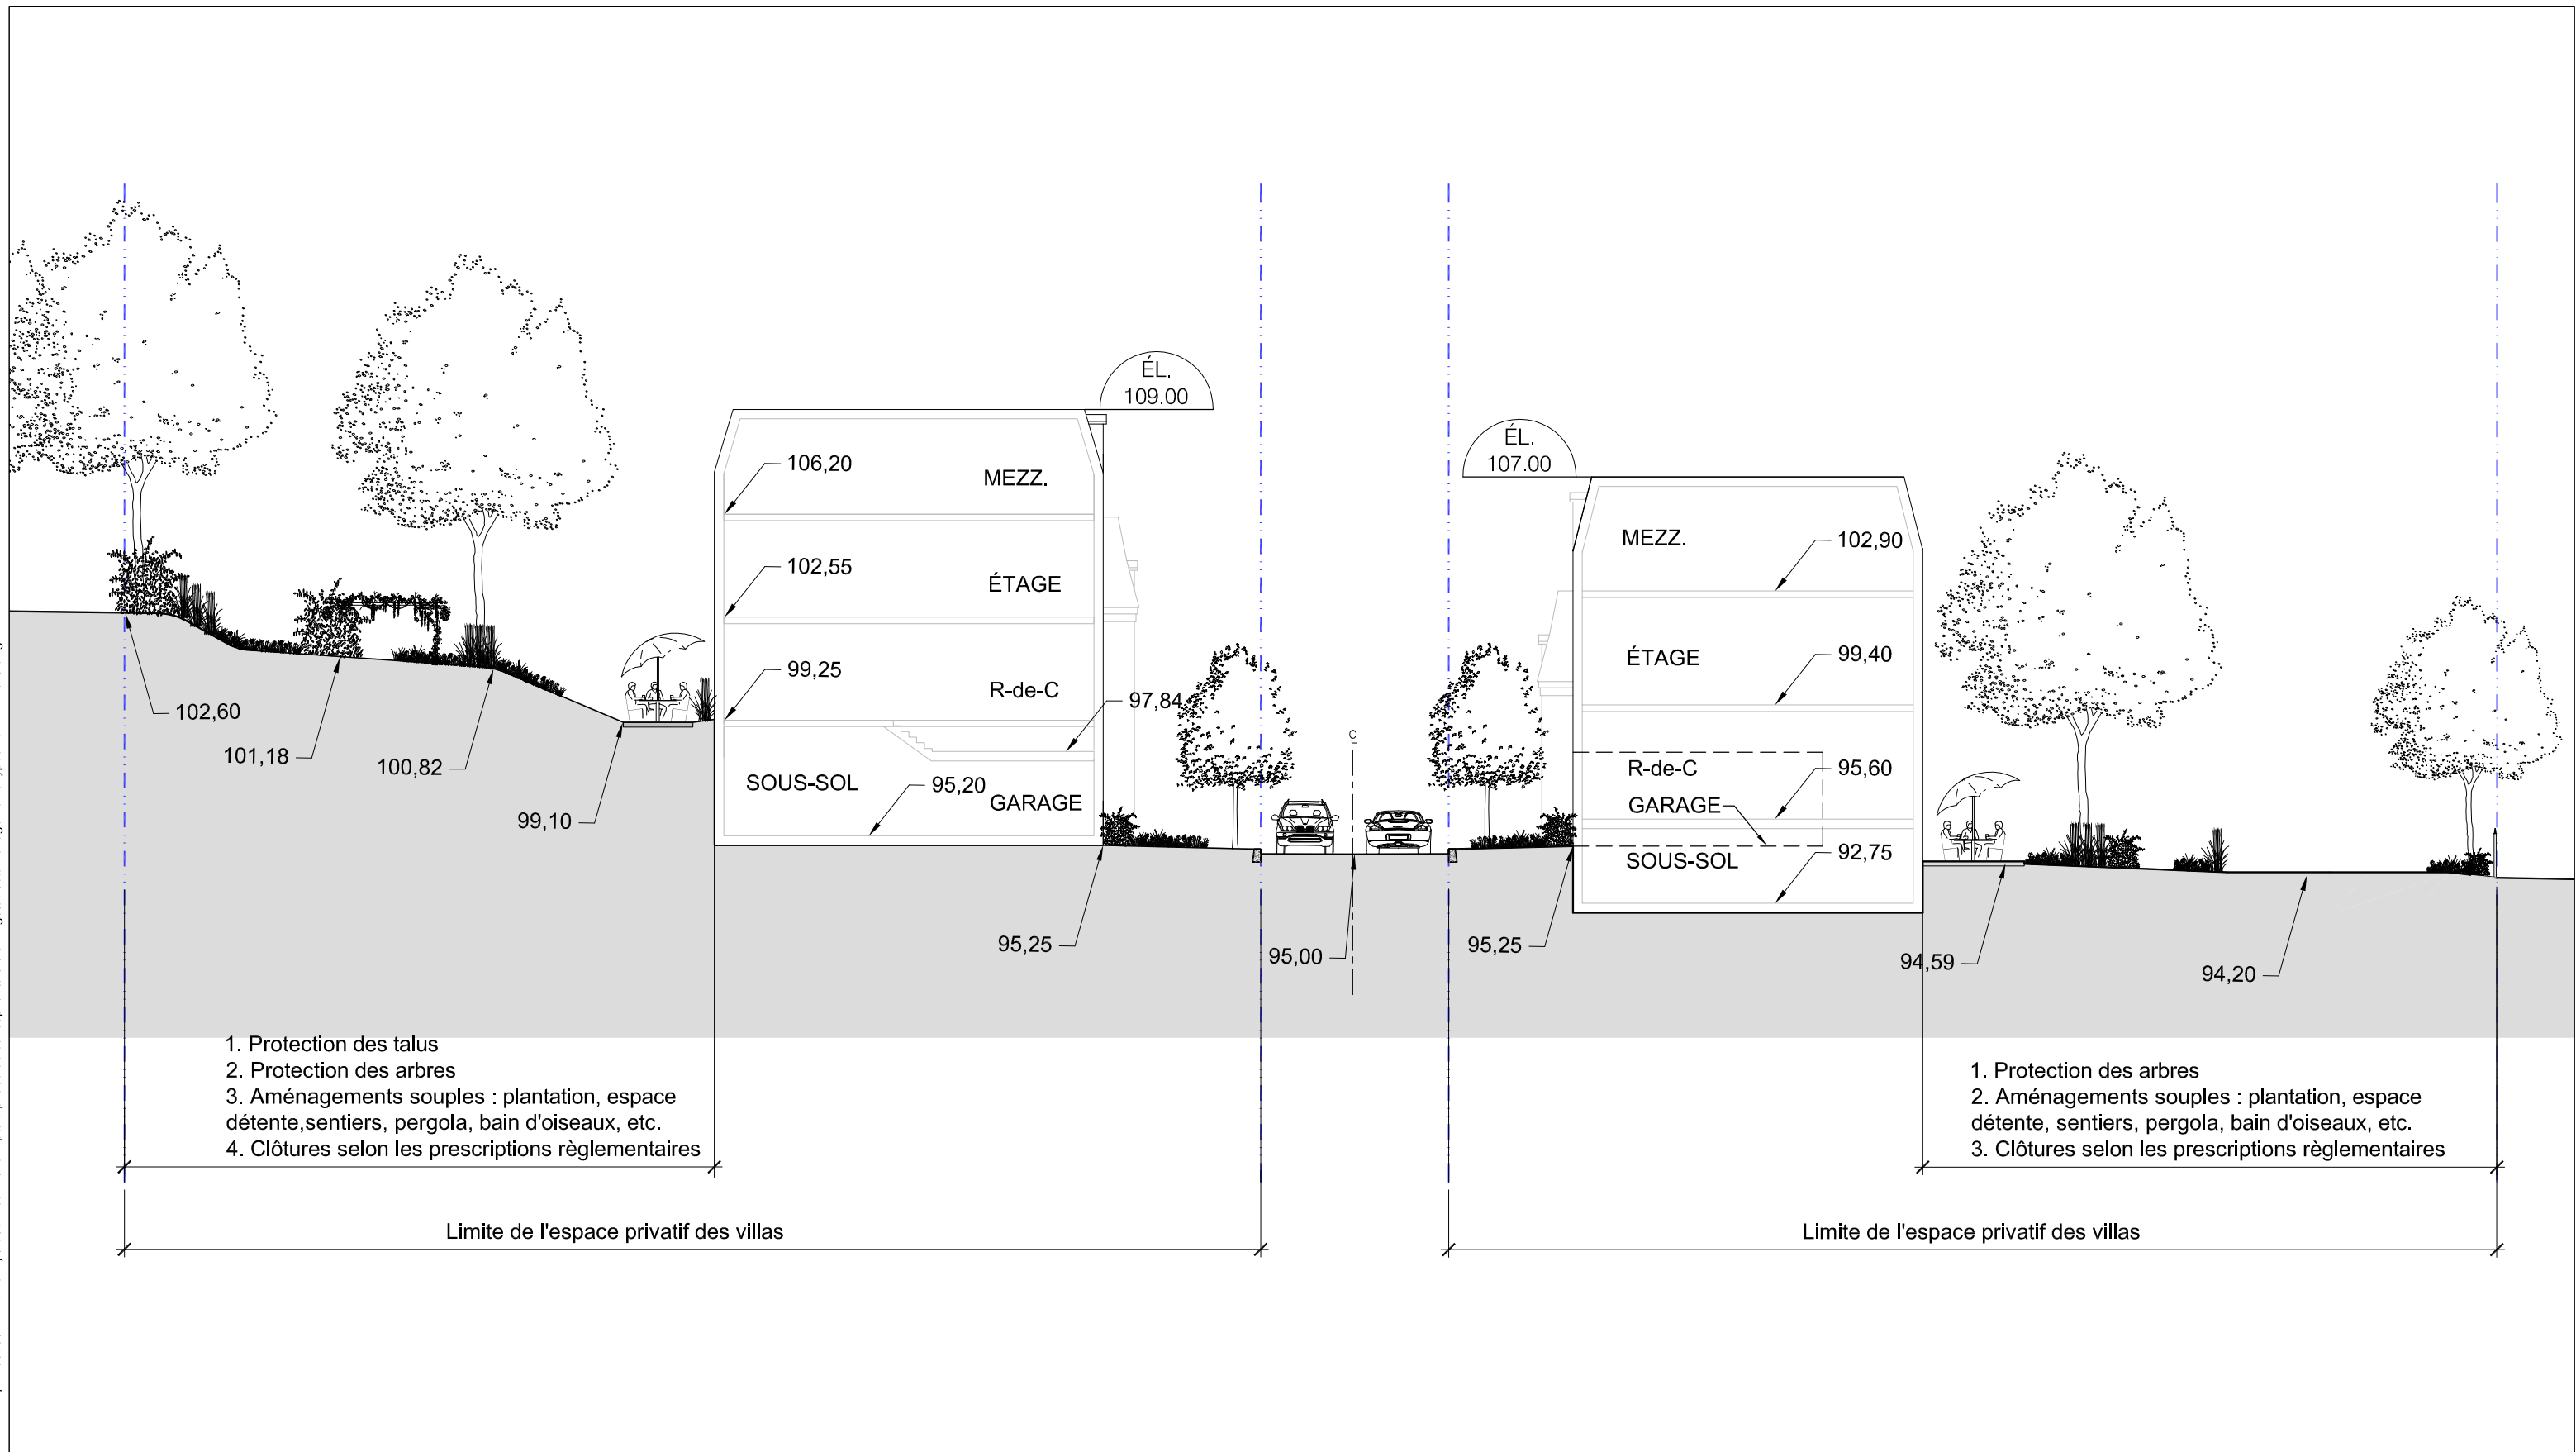 ÉL.
109.00
ÉL.
107.00
106,20
MEZZ.
102,55
ÉTAGE
99,25
R-de-C
97,84
SOUS-SOL
95,20
GARAGE
MEZZ.
102,90
ÉTAGE
99,40
R-de-C
95,60
GARAGE
SOUS-SOL
92,75
102,60
101,18
100,82
99,10
95,25
95,00
95,25
94,59
94,20
1. Protection des talus
2. Protection des arbres
3. Aménagements souples : plantation, espace
détente,sentiers, pergola, bain d'oiseaux, etc.
4. Clôtures selon les prescriptions règlementaires
1. Protection des arbres
2. Aménagements souples : plantation, espace
détente, sentiers, pergola, bain d'oiseaux, etc.
3. Clôtures selon les prescriptions règlementaires
Limite de l'espace privatif des villas
Limite de l'espace privatif des villas